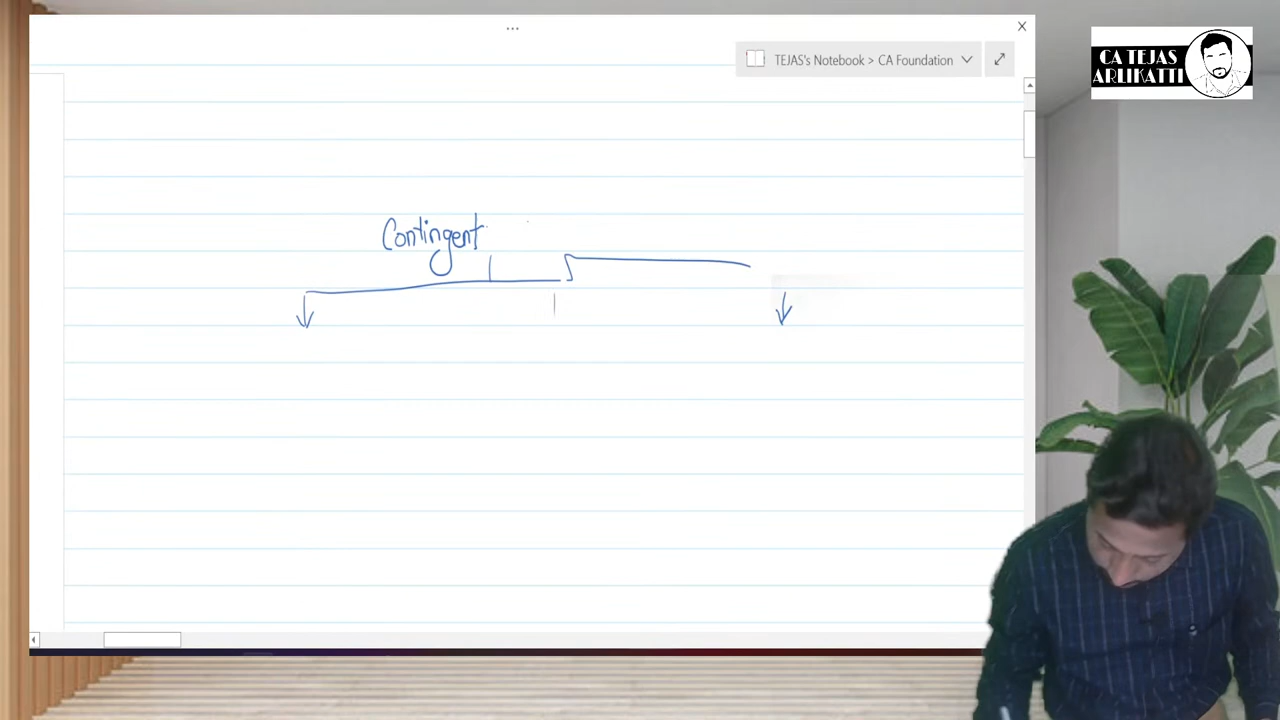 ...
X
TEJAS's Notebook > CA Foundation
CA TEJAS
ARLIKATTI
Contingent